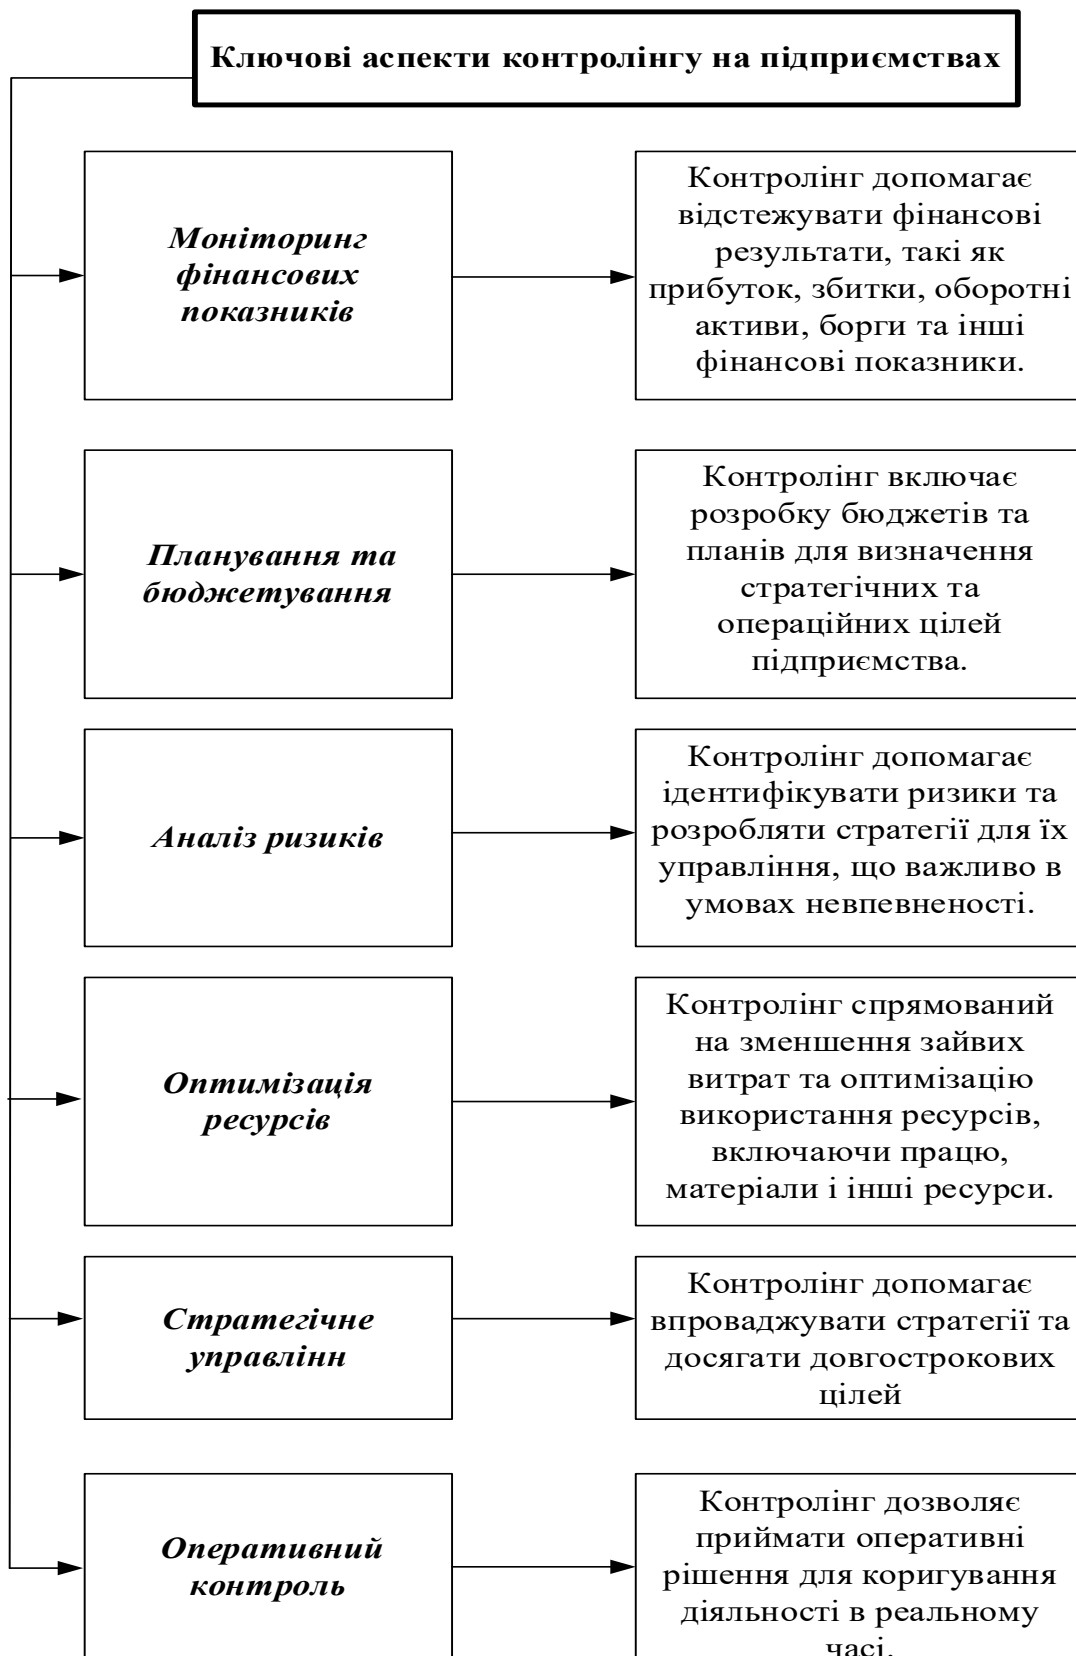 Ключові аспекти контролінгу на підприємствах
Моніторинг
фінансових
показників
Контролінг допомагає
відстежувати фінансові
результати, такі як
прибуток, збитки, оборотні
активи, борги та інші
фінансові показники.
Планування та
бюджетування
Контролінг включає
розробку бюджетів та
планів для визначення
стратегічних та
операційних цілей
підприємства.
Аналіз ризиків
Контролінг допомагає
ідентифікувати ризики та
розробляти стратегії для їх
управління, що важливо в
умовах невпевненості.
Оптимізація
ресурсів
Контролінг спрямований
на зменшення зайвих
витрат та оптимізацію
використання ресурсів,
включаючи працю,
матеріали і інші ресурси.
Стратегічне
управлінн
Контролінг допомагає
впроваджувати стратегії та
досягати довгострокових
цілей
Оперативний
контроль
Контролінг дозволяє
приймати оперативні
рішення для коригування
діяльності в реальному
часі.